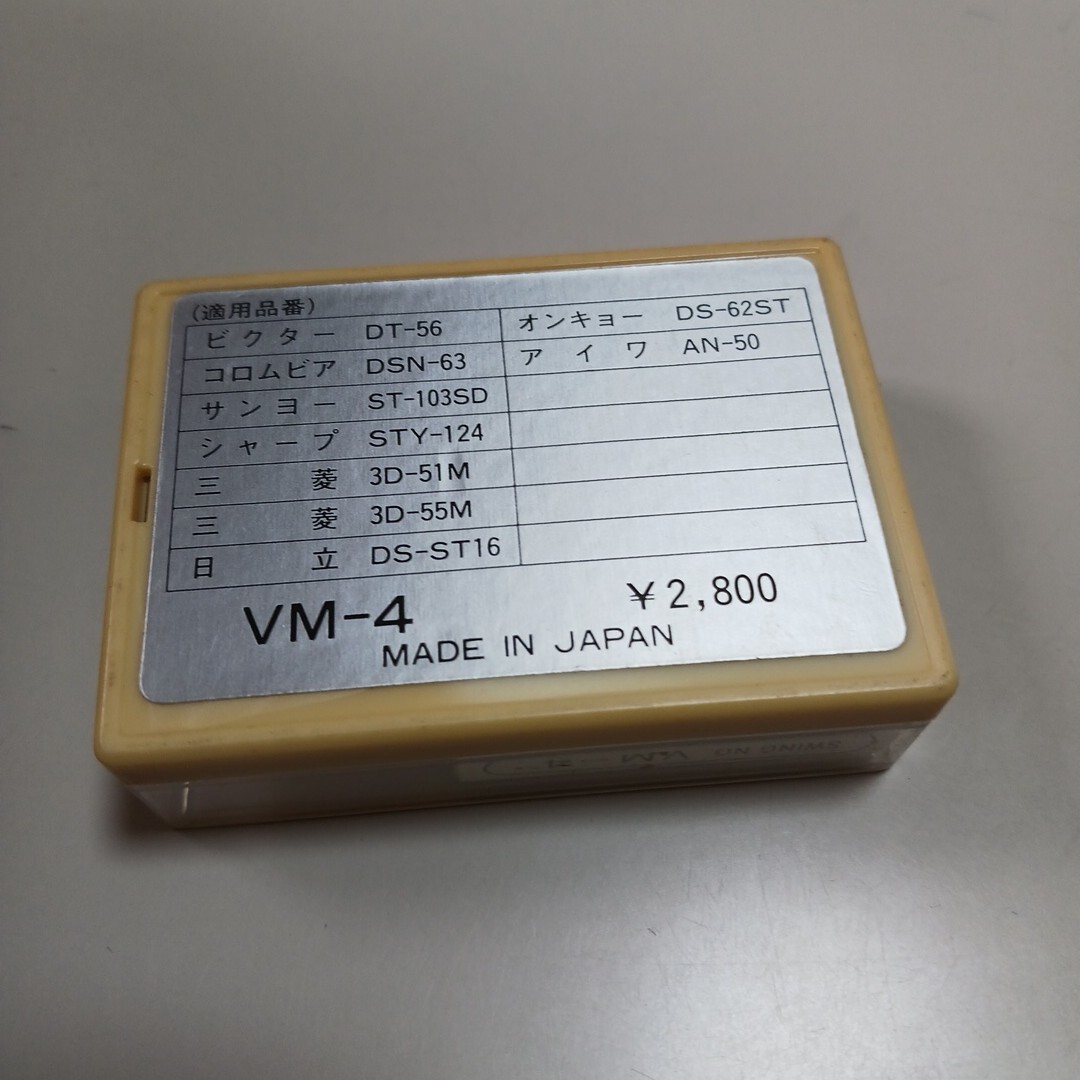 (適用品番)
ビクター DT-56
コロムビア DSN-63
サンヨー ST-103SD
シャープ STY-124
三菱 3D-51M
三菱 3D-55M
日立 DS-ST16
オンキョー DS-62ST
アイワ AN-50
VM-4 ¥2,800
MADE IN JAPAN